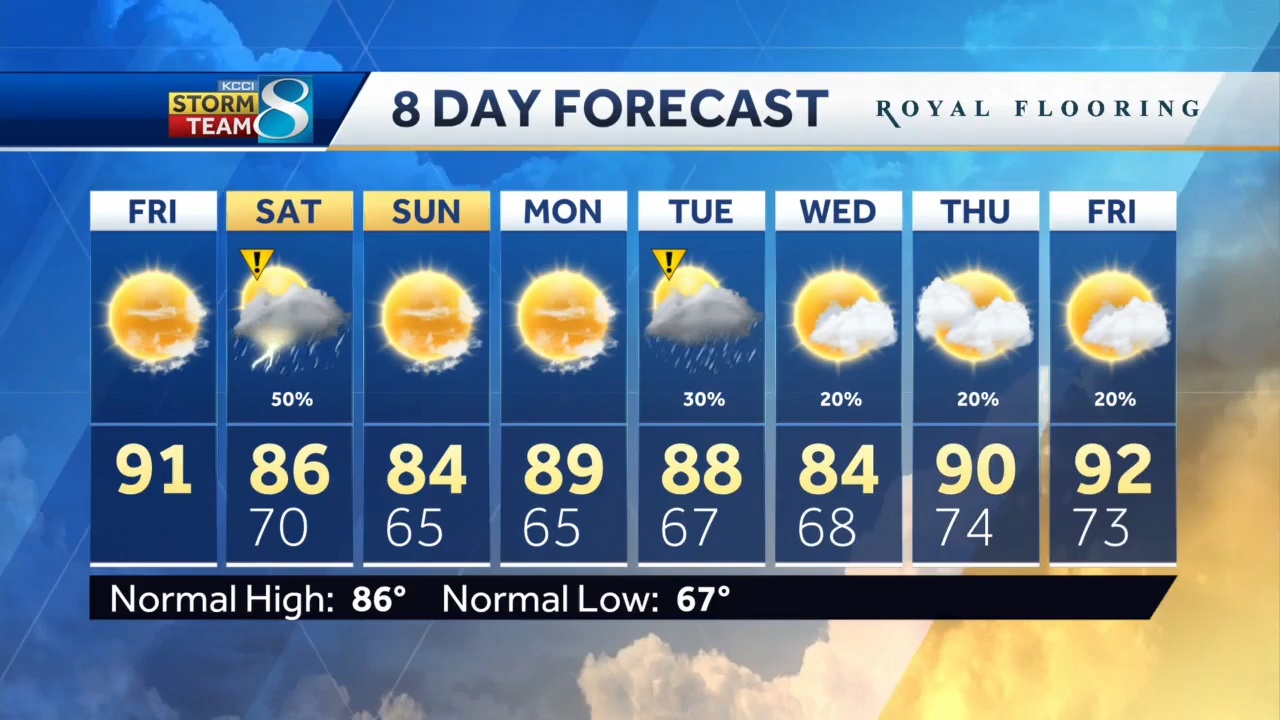 KCCI
STORM
TEAM 8
8 DAY FORECAST
ROYAL FLOORING
FRI SAT SUN MON TUE WED THU FRI
! !
50% 30% 20% 20% 20%
91 86 84 89 88 84 90 92
70 65 65 67 68 74 73
Normal High: 86° Normal Low: 67°